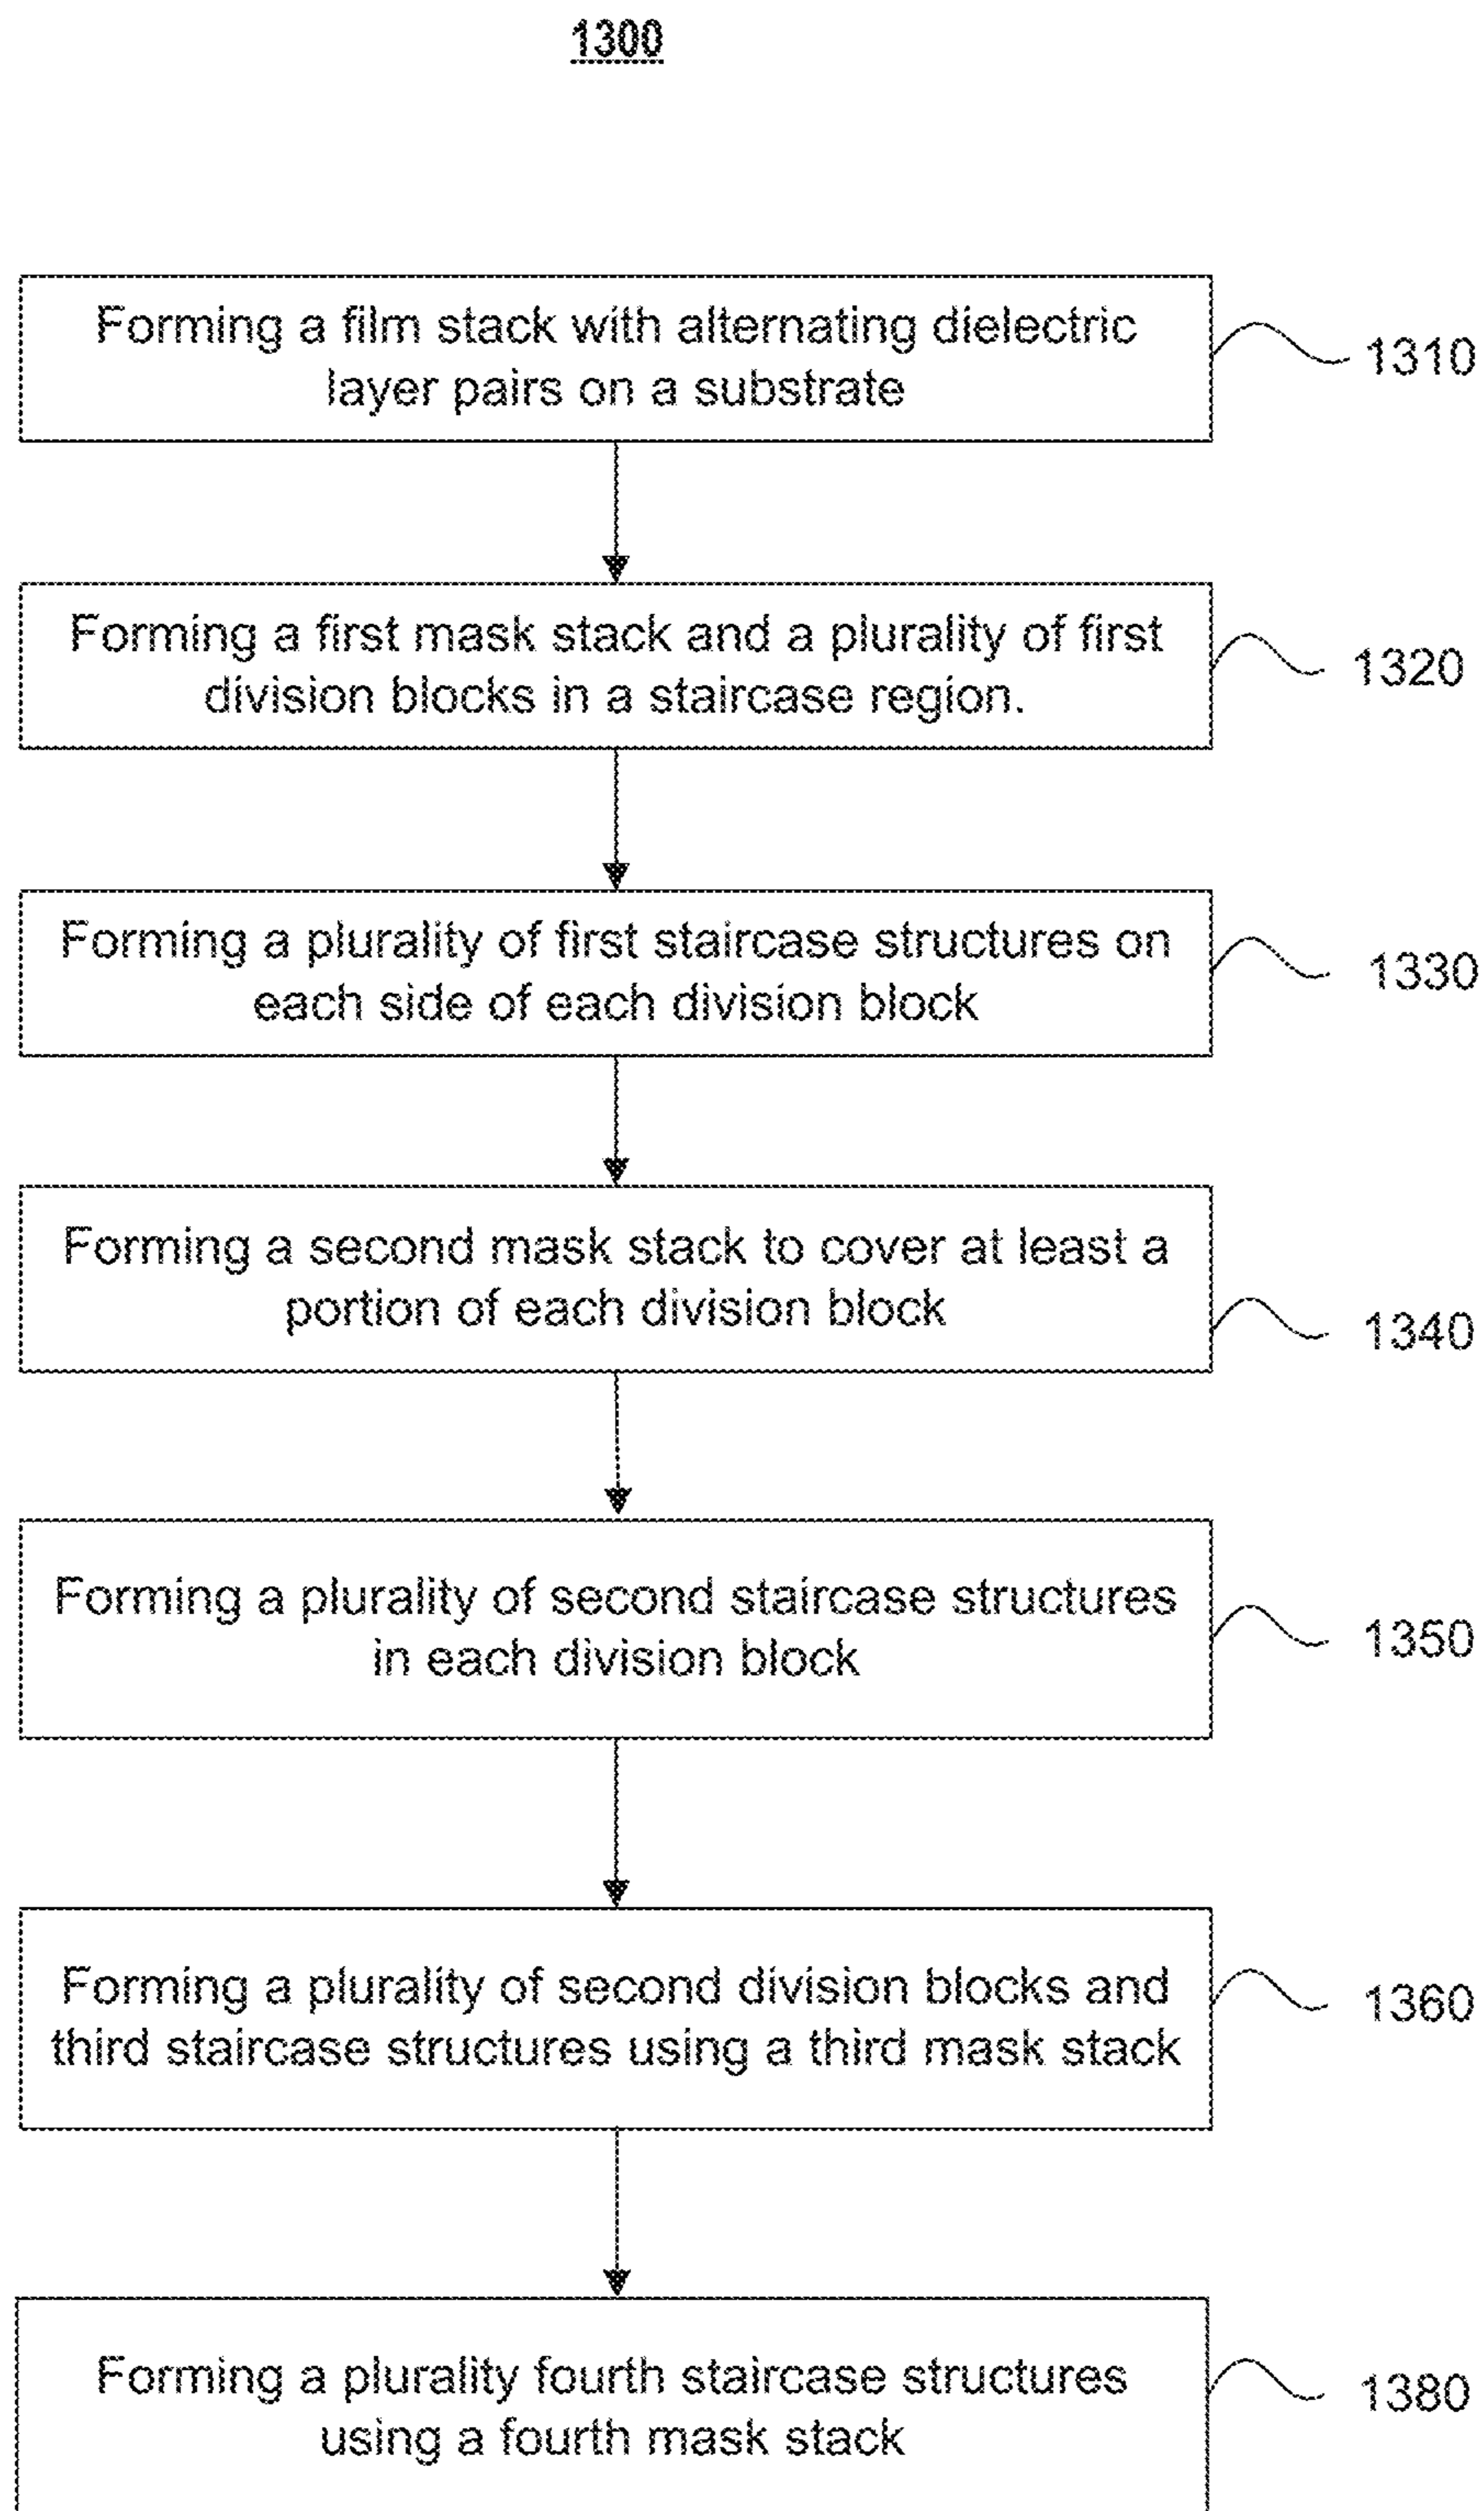 1300
Forming a film stack with alternating dielectric
layer pairs on a substrate
1310
Forming a first mask stack and a plurality of first
division blocks in a staircase region.
1320
Forming a plurality of first staircase structures on
each side of each division block
1330
Forming a second mask stack to cover at least a
portion of each division block
1340
Forming a plurality of second staircase structures
in each division block
1350
Forming a plurality of second division blocks and
third staircase structures using a third mask stack
1360
Forming a plurality fourth staircase structures
using a fourth mask stack
1380